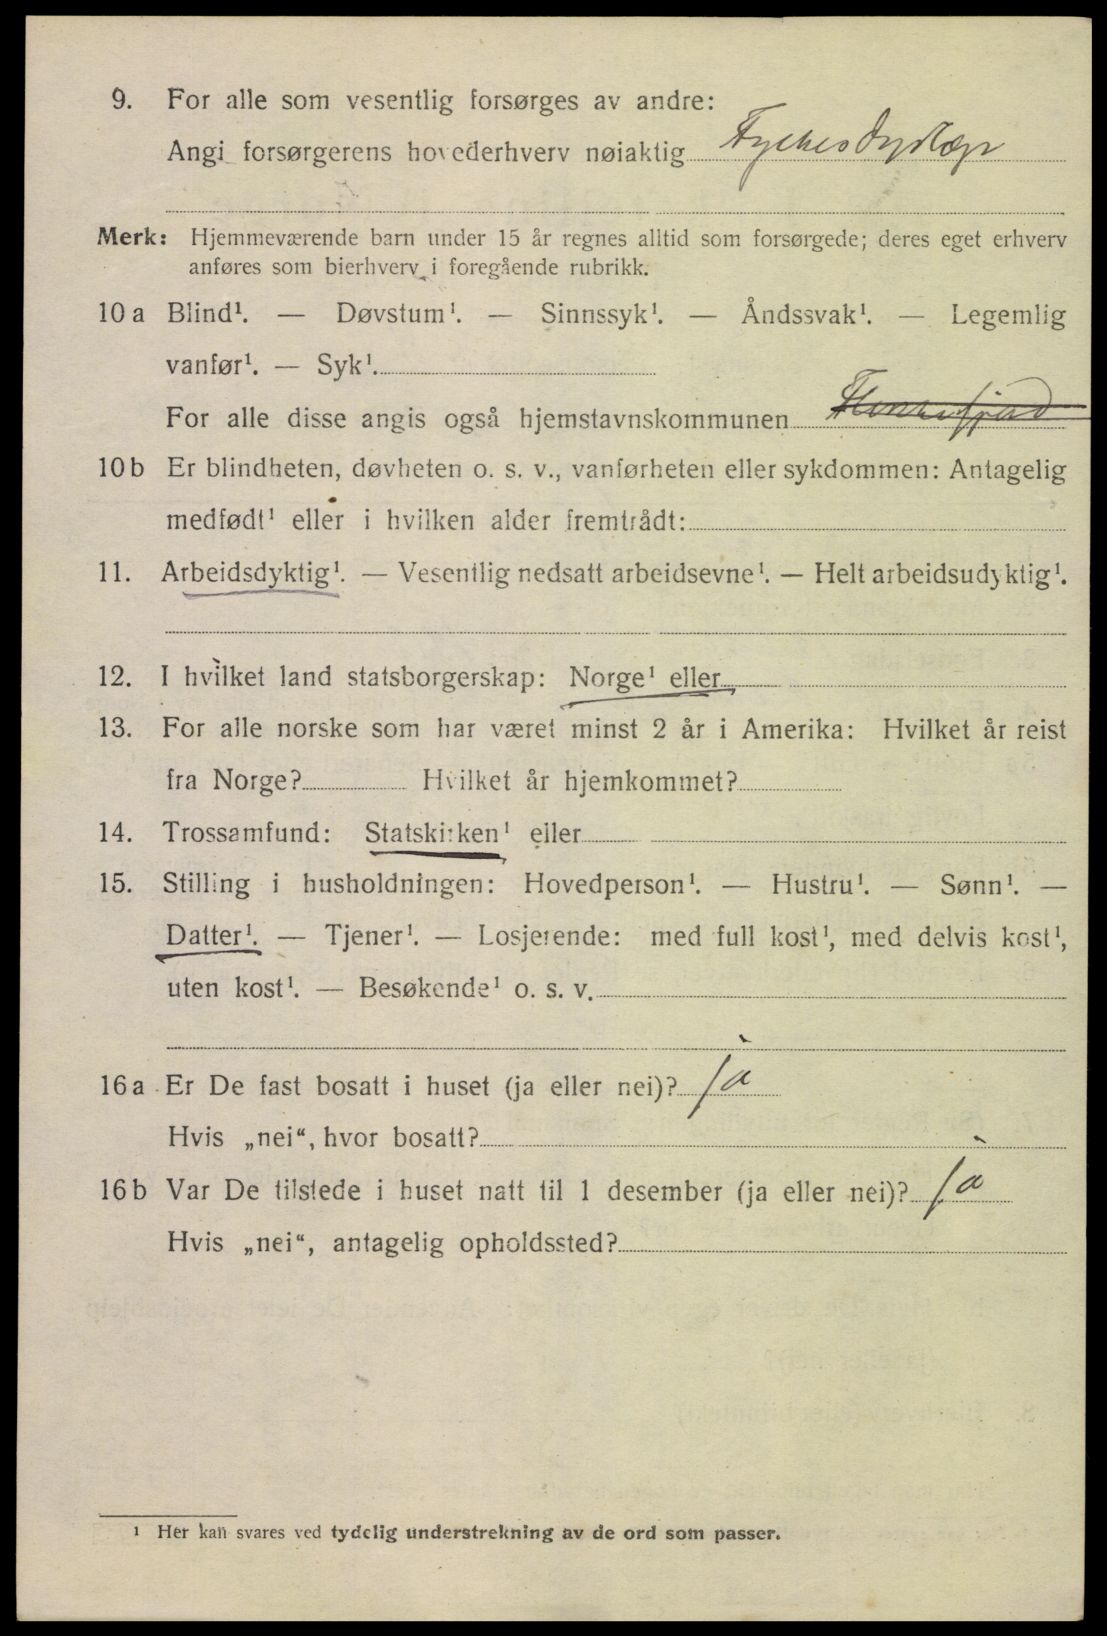 9. For alle som vesentlig forsørges av andre:
Angi forsørgerens hovederhverv nøiaktig
Merk: Hjemmeværende barn under 15 år regnes alltid som forsørgede; deres eget erhverv
anføres som bierhverv i foregående rubrikk.
10a Blind¹. — Døvstum¹. — Sinnssyk¹. — Åndssvak¹. — Legemlig
vanfør¹. — Syk¹.
For alle disse angis også hjemstavnskommunen
10b Er blindheten, døvheten o. s. v., vanførheten eller sykdommen: Antagelig
medfødt¹ eller i hvilken alder fremtrådt:
11. Arbeidsdyktig¹. — Vesentlig nedsatt arbeidsevne¹. — Helt arbeidsudyktig¹.
12. I hvilket land statsborgerskap: Norge¹ eller
13. For alle norske som har været minst 2 år i Amerika: Hvilket år reist
fra Norge? Hvilket år hjemkommet?
14. Trossamfund: Statskirken¹ eller
15. Stilling i husholdningen: Hovedperson¹. — Hustru¹. — Sønn¹. —
Datter¹. — Tjener¹. — Losjerende: med full kost¹, med delvis kost¹,
uten kost¹. — Besøkende¹ o. s. v.
16a Er De fast bosatt i huset (ja eller nei)? ja
Hvis „nei“, hvor bosatt?
16b Var De tilstede i huset natt til 1 desember (ja eller nei)? ja
Hvis „nei“, antagelig opholdssted?
¹ Her kan svares ved tydelig understrekning av de ord som passer.